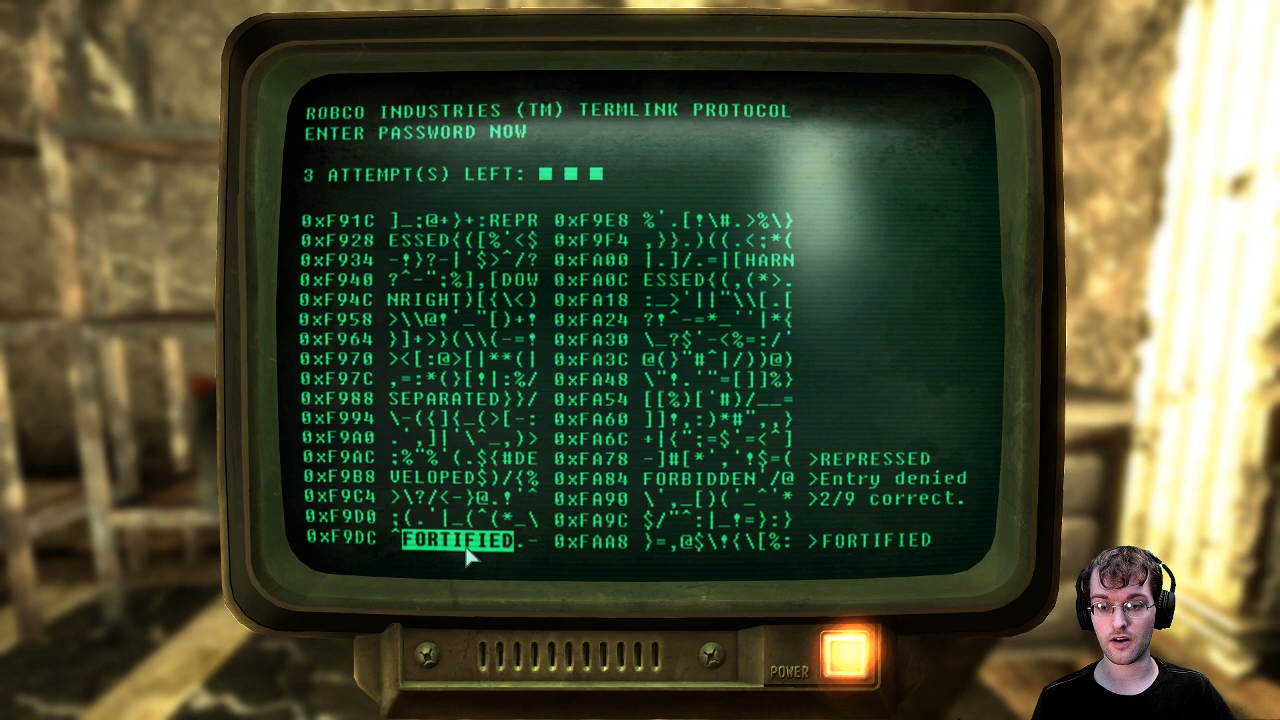 ROBCO INDUSTRIES (TM) TERMLINK PROTOCOL
ENTER PASSWORD NOW
3 ATTEMPT(S) LEFT: ■ ■ ■
0xF91C ]_;@+}+:REPR 0xF9E8 %'.[!\#.>%\}
0xF928 ESSED{([%'<$ 0xF9F4 ,}}.)((.<;*(
0xF934 -!}?-|'$>^/? 0xFA00 |.]/.=|[HARN
0xF940 ?^-";%],[DOW 0xFA0C ESSED{(,(*>.
0xF94C NRIGHT)[{\<) 0xFA18 :_>'||"\\[.[
0xF958 >\\@!'_"[)+! 0xFA24 ?!^-=*_''|*{
0xF964 }]+>}(\\(-=! 0xFA30 \_?$'-<%=:/'
0xF970 ><[:@>[|**(| 0xFA3C @(}"#^|/))@)
0xF97C ,=:*(}[!|:%/ 0xFA48 \"!.'"=[]]%}
0xF988 SEPARATED}}/ 0xFA54 [[%)['#)/__=
0xF994 \-({]{_(>[-: 0xFA60 ]]!,:)*#",;}
0xF9A0 .',]|'\^_,)> 0xFA6C +|{":=$'=<^]
0xF9AC ;%"%'(.${#DE 0xFA78 -]#[*','!$=( >REPRESSED
0xF9B8 VELOPED$)/{% 0xFA84 FORBIDDEN'/@ >Entry denied
0xF9C4 >\?/<-}@.!'^ 0xFA90 \',_[)('_^'* >2/9 correct.
0xF9D0 ;(.'|_(^(*_\ 0xFA9C $/"^:|_!=}:}
0xF9DC ^FORTIFIED.- 0xFAA8 }=,@$\!{\[%: >FORTIFIED
POWER